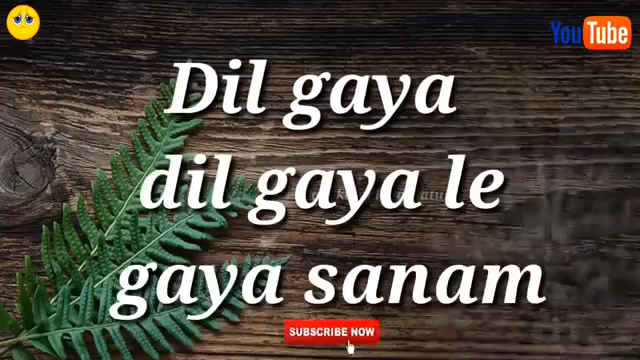 YouTube
Dil gaya
dil gaya le
gaya sanam
SUBSCRIBE NOW